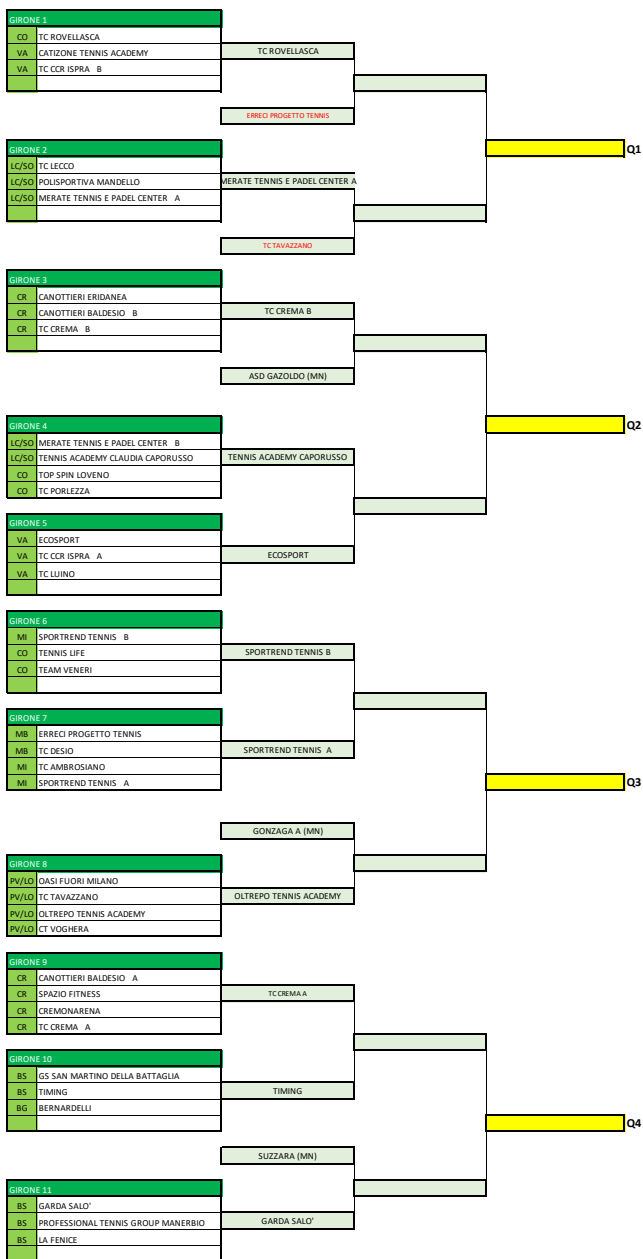 GIRONE 1
CO TC ROVELLASCA
VA CATIZONE TENNIS ACADEMY TC ROVELLASCA
VA TC CCR ISPRA B
ERRECI PROGETTO TENNIS
Q1
GIRONE 2
LC/SO TC LECCO
LC/SO POLISPORTIVA MANDELLO MERATE TENNIS E PADEL CENTER A
LC/SO MERATE TENNIS E PADEL CENTER A
TC TAVAZZANO
GIRONE 3
CR CANOTTIERI ERIDANEA
CR CANOTTIERI BALDESIO B TC CREMA B
CR TC CREMA B
ASD GAZOLDO (MN)
Q2
GIRONE 4
LC/SO MERATE TENNIS E PADEL CENTER B
LC/SO TENNIS ACADEMY CLAUDIA CAPORUSSO TENNIS ACADEMY CAPORUSSO
CO TOP SPIN LOVENO
CO TC PORLEZZA
GIRONE 5
VA ECOSPORT
VA TC CCR ISPRA A ECOSPORT
VA TC LUINO
GIRONE 6
MI SPORTREND TENNIS B
CO TENNIS LIFE SPORTREND TENNIS B
CO TEAM VENERI
GIRONE 7
MB ERRECI PROGETTO TENNIS
MB TC DESIO SPORTREND TENNIS A
MI TC AMBROSIANO
MI SPORTREND TENNIS A Q3
GONZAGA A (MN)
GIRONE 8
PV/LO OASI FUORI MILANO
PV/LO TC TAVAZZANO OLTREPO TENNIS ACADEMY
PV/LO OLTREPO TENNIS ACADEMY
PV/LO CT VOGHERA
GIRONE 9
CR CANOTTIERI BALDESIO A
CR SPAZIO FITNESS TC CREMA A
CR CREMONARENA
CR TC CREMA A
GIRONE 10
BS GS SAN MARTINO DELLA BATTAGLIA
BS TIMING TIMING
BG BERNARDELLI
Q4
SUZZARA (MN)
GIRONE 11
BS GARDA SALO'
BS PROFESSIONAL TENNIS GROUP MANERBIO GARDA SALO'
BS LA FENICE